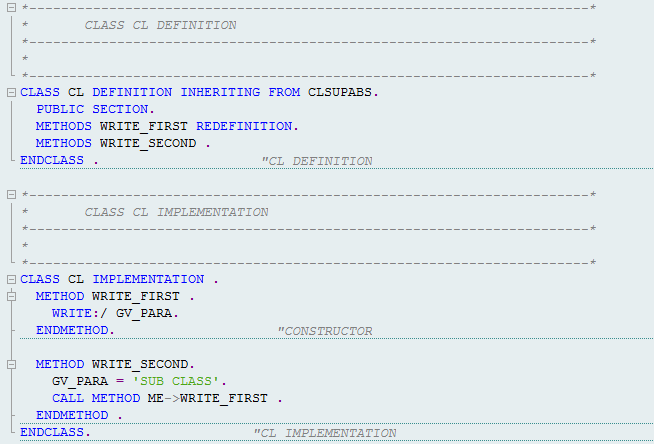 *----------------------------------------------------------------------*
*       CLASS CL DEFINITION
*----------------------------------------------------------------------*
*
*----------------------------------------------------------------------*
CLASS CL DEFINITION INHERITING FROM CLSUPABS.
  PUBLIC SECTION.
  METHODS WRITE_FIRST REDEFINITION.
  METHODS WRITE_SECOND .
ENDCLASS .                    "CL DEFINITION
*----------------------------------------------------------------------*
*       CLASS CL IMPLEMENTATION
*----------------------------------------------------------------------*
*
*----------------------------------------------------------------------*
CLASS CL IMPLEMENTATION .
  METHOD WRITE_FIRST .
    WRITE:/ GV_PARA.
  ENDMETHOD.                    "CONSTRUCTOR
  METHOD WRITE_SECOND.
    GV_PARA = 'SUB CLASS'.
    CALL METHOD ME->WRITE_FIRST .
  ENDMETHOD .
ENDCLASS.                    "CL IMPLEMENTATION